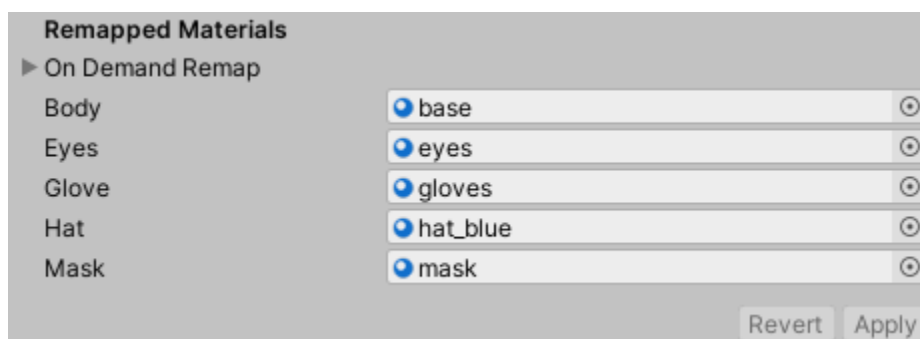 Remapped Materials
On Demand Remap
Body base
Eyes eyes
Glove gloves
Hat hat_blue
Mask mask
Revert Apply